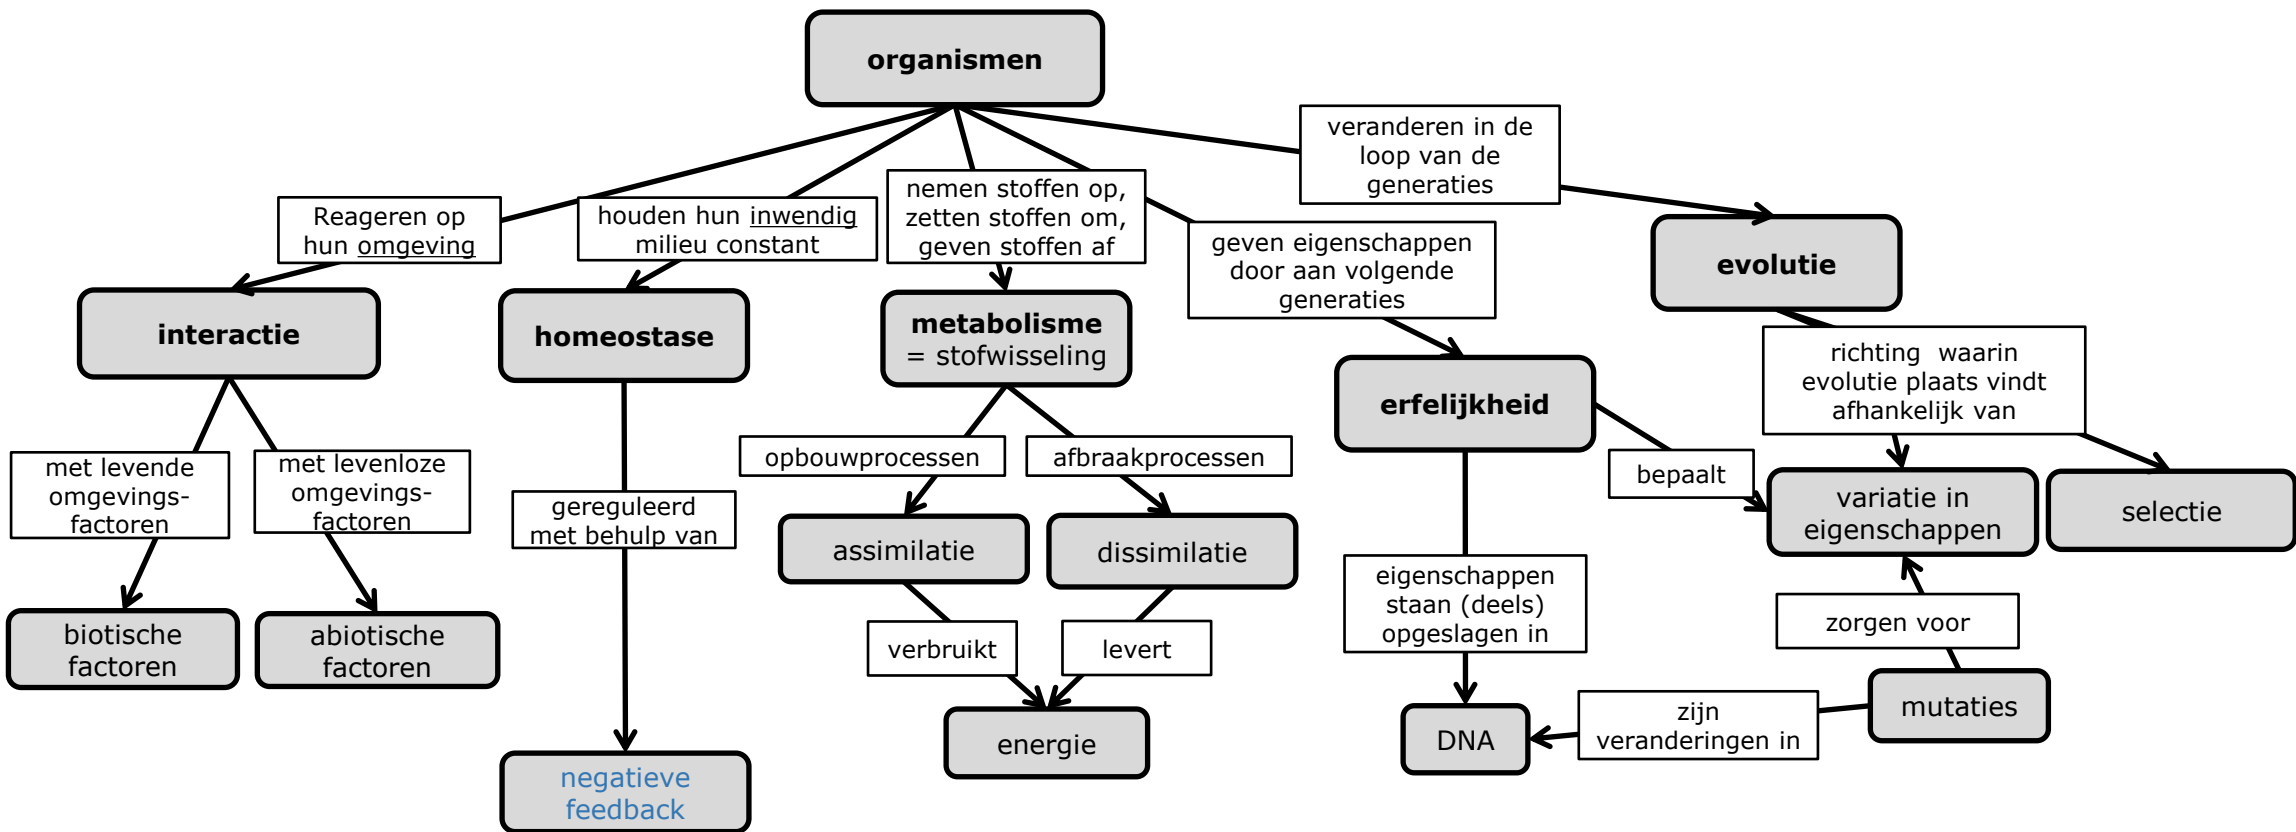 organismen
veranderen in de
loop van de
generaties
Reageren op
hun omgeving
houden hun inwendig
milieu constant
nemen stoffen op,
zetten stoffen om,
geven stoffen af
geven eigenschappen
door aan volgende
generaties
evolutie
interactie
homeostase
metabolisme
= stofwisseling
erfelijkheid
richting waarin
evolutie plaats vindt
afhankelijk van
met levende
omgevings-
factoren
met levenloze
omgevings-
factoren
gereguleerd
met behulp van
opbouwprocessen
afbraakprocessen
bepaalt
assimilatie
dissimilatie
variatie in
eigenschappen
selectie
eigenschappen
staan (deels)
opgeslagen in
biotische
factoren
abiotische
factoren
verbruikt
levert
zorgen voor
negatieve
feedback
energie
DNA
zijn
veranderingen in
mutaties